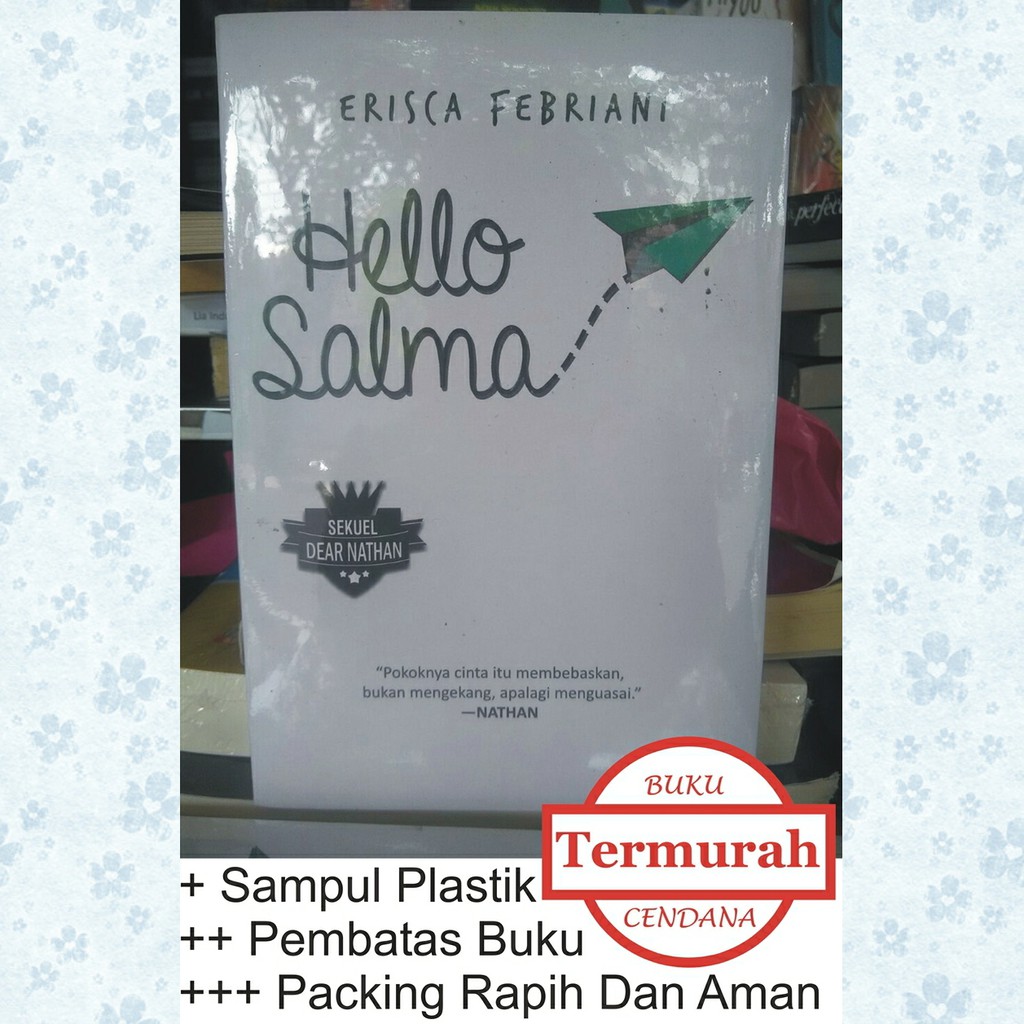 ERISCA FEBRIANI
Hello
Salma
SEKUEL
DEAR NATHAN
“Pokoknya cinta itu membebaskan,
bukan mengekang, apalagi menguasai.”
—NATHAN
perfect
BUKU
Termurah
CENDANA
+ Sampul Plastik
++ Pembatas Buku
+++ Packing Rapih Dan Aman